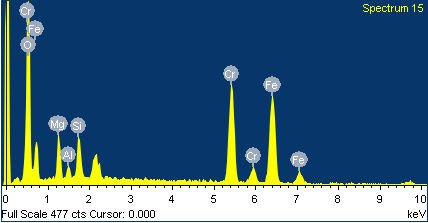 Spectrum 15
Cr
Fe
O
Mg
Al
Si
Cr
Cr
Fe
Fe
0 1 2 3 4 5 6 7 8 9 10
Full Scale 477 cts Cursor: 0.000 keV